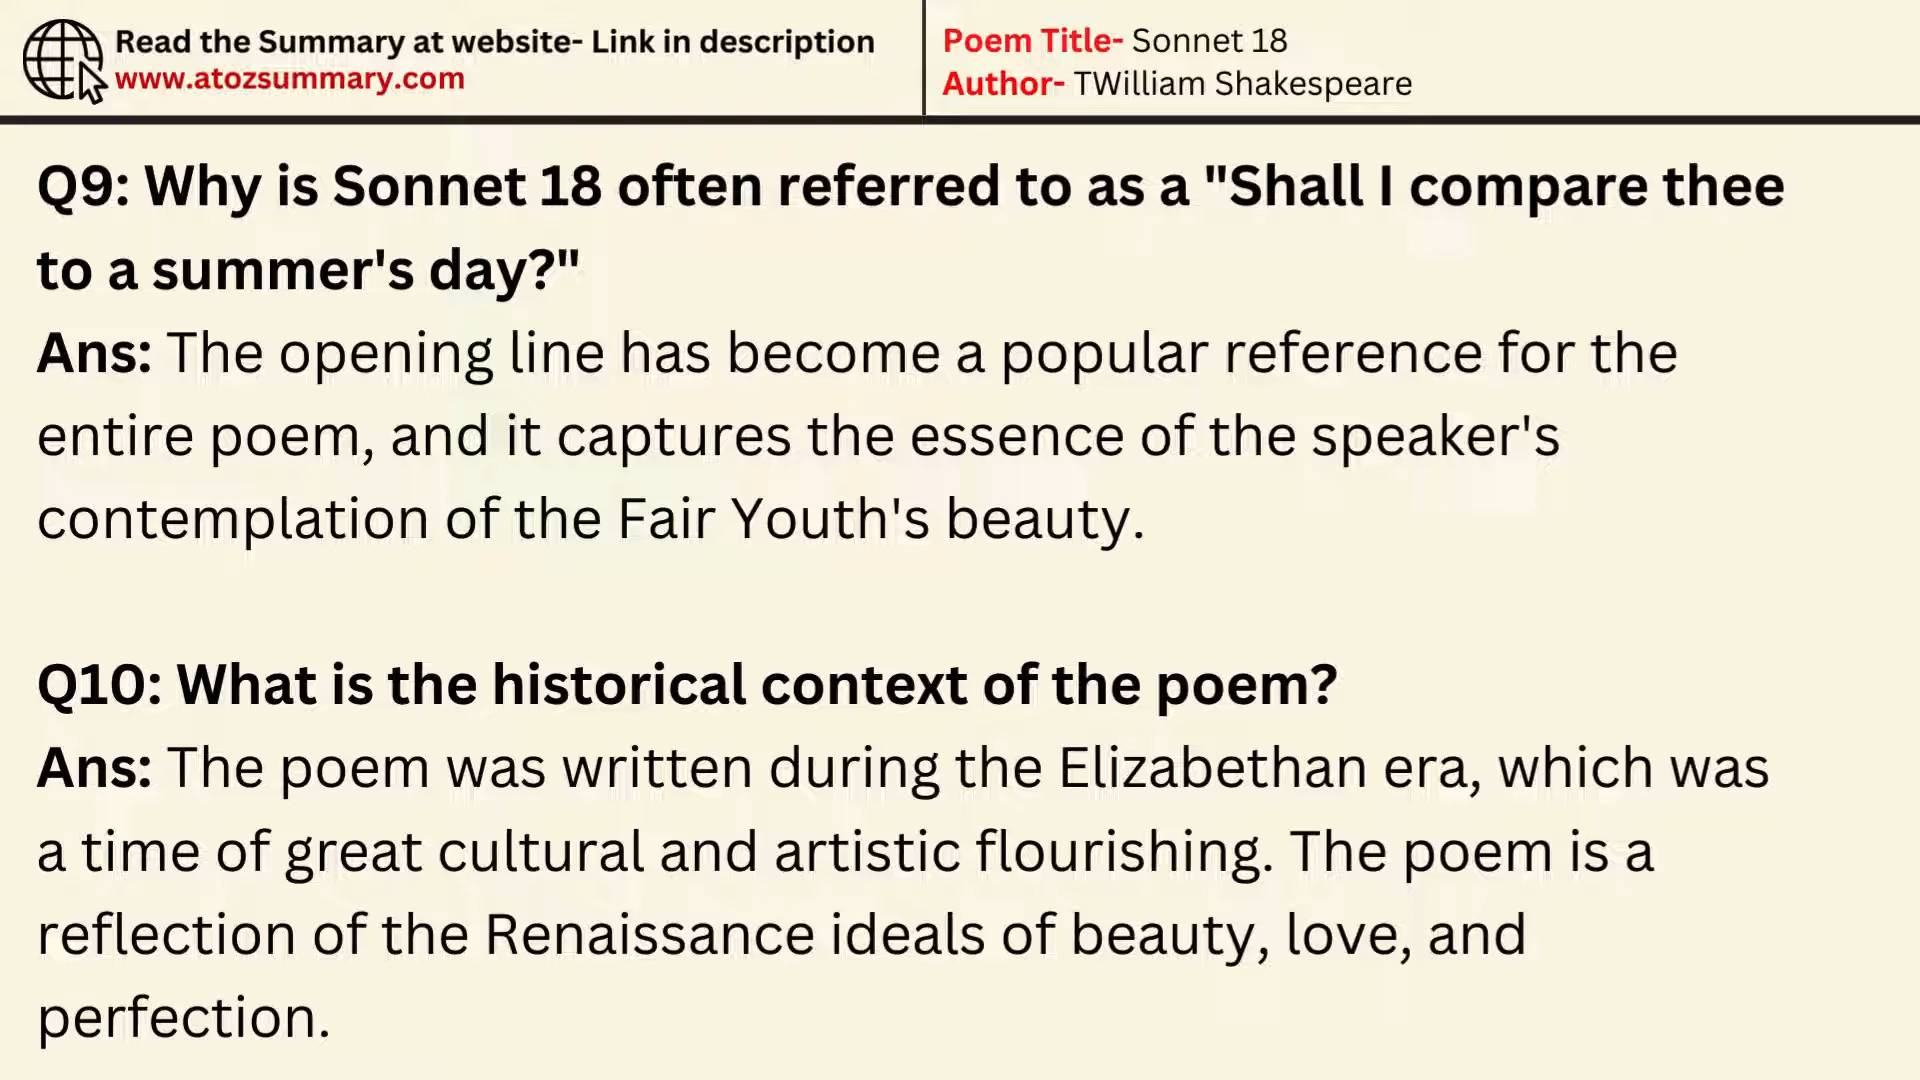 Read the Summary at website- Link in description
www.atozsummary.com
Poem Title- Sonnet 18
Author- TWilliam Shakespeare
Q9: Why is Sonnet 18 often referred to as a "Shall I compare thee
to a summer's day?"
Ans: The opening line has become a popular reference for the
entire poem, and it captures the essence of the speaker's
contemplation of the Fair Youth's beauty.
Q10: What is the historical context of the poem?
Ans: The poem was written during the Elizabethan era, which was
a time of great cultural and artistic flourishing. The poem is a
reflection of the Renaissance ideals of beauty, love, and
perfection.